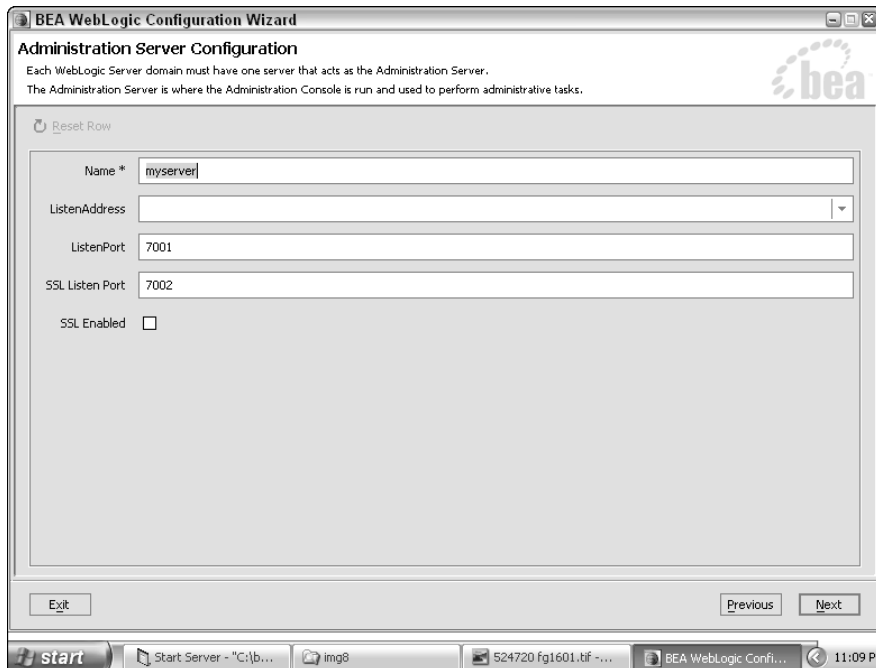 BEA WebLogic Configuration Wizard
Administration Server Configuration
Each WebLogic Server domain must have one server that acts as the Administration Server.
The Administration Server is where the Administration Console is run and used to perform administrative tasks.
bea
Reset Row
Name * myserver
ListenAddress
ListenPort 7001
SSL Listen Port 7002
SSL Enabled
Exit Previous Next
start Start Server - "C:\b... img8 524720 fg1601.tif -... BEA WebLogic Confi... 11:09 P